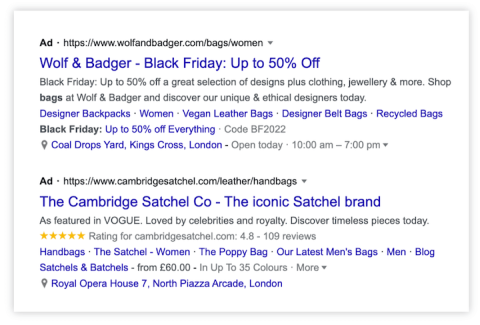 Ad · https://www.wolfandbadger.com/bags/women
Wolf & Badger - Black Friday: Up to 50% Off
Black Friday: Up to 50% off a great selection of designs plus clothing, jewellery & more. Shop
bags at Wolf & Badger and discover our unique & ethical designers today.
Designer Backpacks · Women · Vegan Leather Bags · Designer Belt Bags · Recycled Bags
Black Friday: Up to 50% off Everything · Code BF2022
Coal Drops Yard, Kings Cross, London - Open today · 10:00 am – 7:00 pm
Ad · https://www.cambridgesatchel.com/leather/handbags
The Cambridge Satchel Co - The iconic Satchel brand
As featured in VOGUE. Loved by celebrities and royalty. Discover timeless pieces today.
★★★★★ Rating for cambridgesatchel.com: 4.8 - 109 reviews
Handbags · The Satchel - Women · The Poppy Bag · Our Latest Men's Bags · Men · Blog
Satchels & Batchels - from £60.00 - In Up To 35 Colours · More
Royal Opera House 7, North Piazza Arcade, London